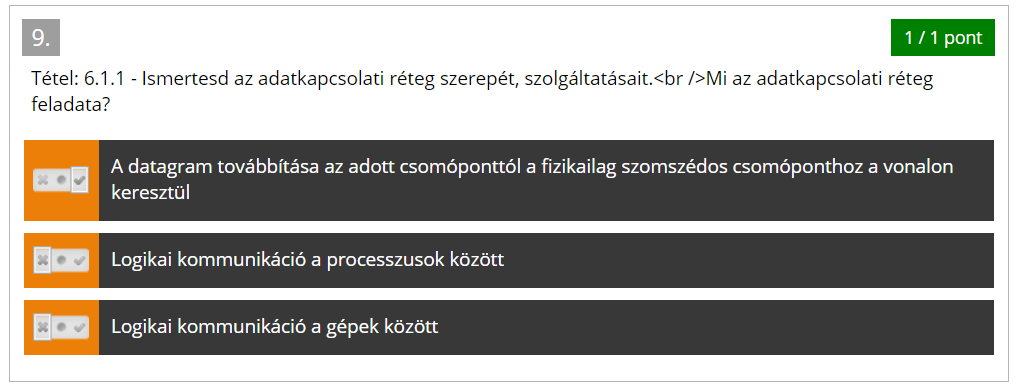 9.
1 / 1 pont
Tétel: 6.1.1 - Ismertesd az adatkapcsolati réteg szerepét, szolgáltatásait.<br />Mi az adatkapcsolati réteg
feladata?
A datagram továbbítása az adott csomóponttól a fizikailag szomszédos csomóponthoz a vonalon
keresztül
Logikai kommunikáció a processzusok között
Logikai kommunikáció a gépek között